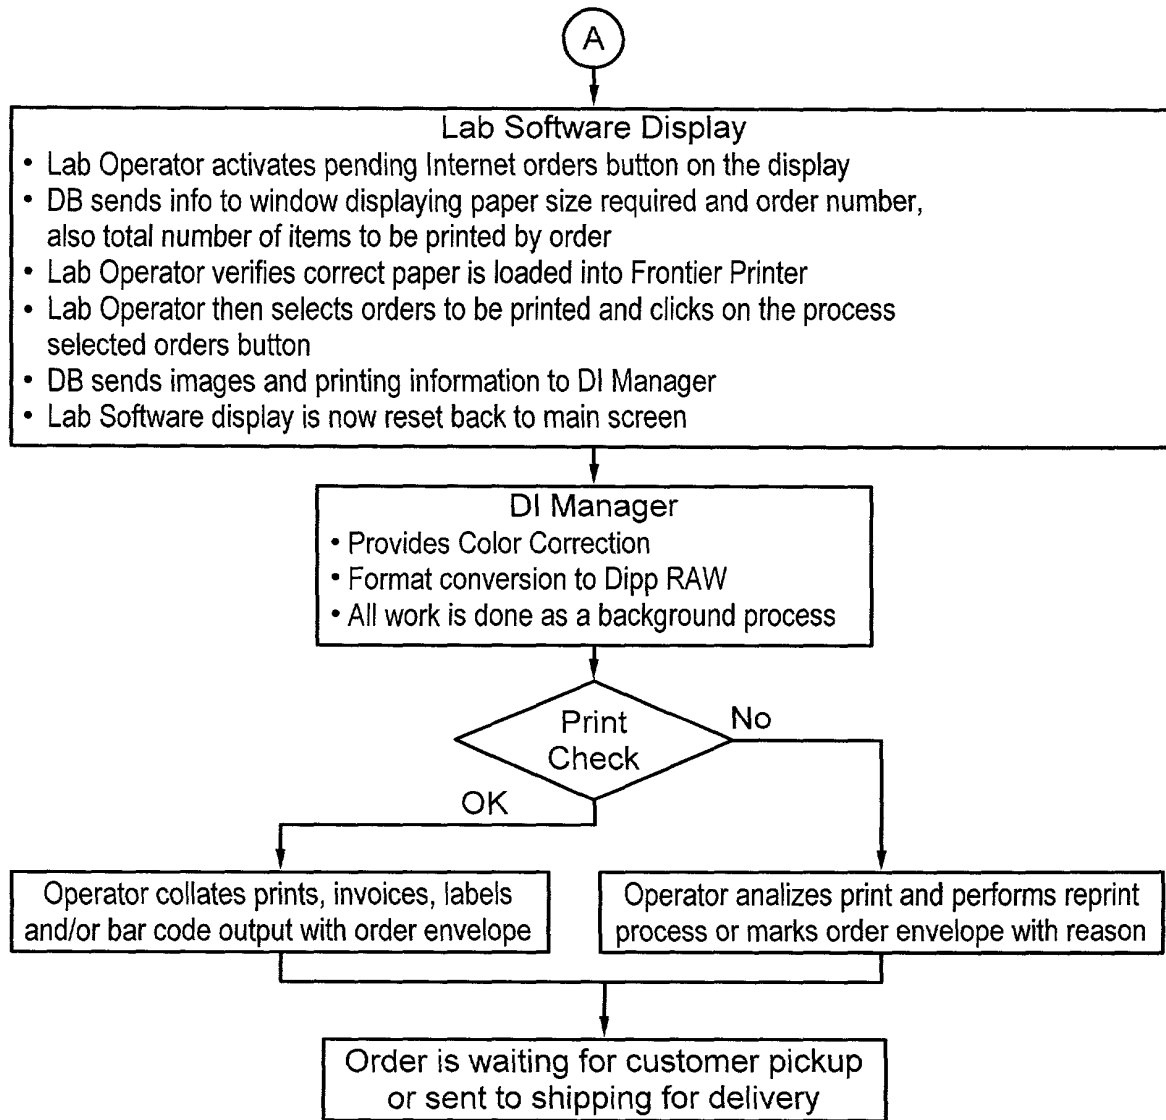 A
Lab Software Display
• Lab Operator activates pending Internet orders button on the display
• DB sends info to window displaying paper size required and order number,
also total number of items to be printed by order
• Lab Operator verifies correct paper is loaded into Frontier Printer
• Lab Operator then selects orders to be printed and clicks on the process
selected orders button
• DB sends images and printing information to DI Manager
• Lab Software display is now reset back to main screen
DI Manager
• Provides Color Correction
• Format conversion to Dipp RAW
• All work is done as a background process
Print
Check
No
OK
Operator collates prints, invoices, labels
and/or bar code output with order envelope
Operator analizes print and performs reprint
process or marks order envelope with reason
Order is waiting for customer pickup
or sent to shipping for delivery